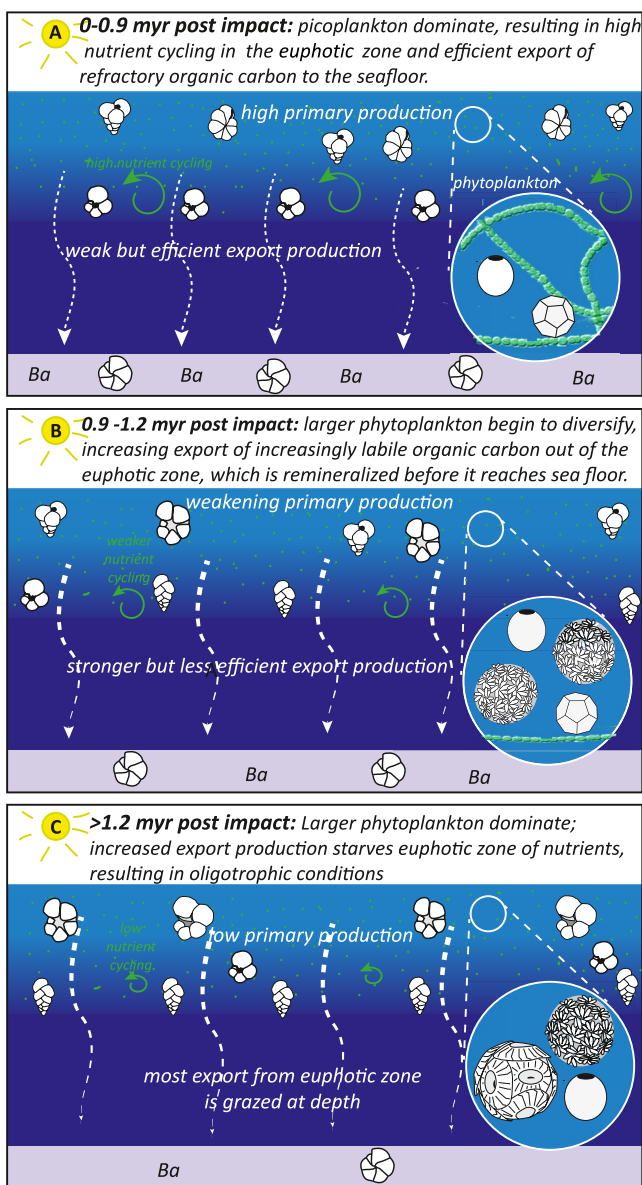 A
0-0.9 myr post impact: picoplankton dominate, resulting in high
nutrient cycling in the euphotic zone and efficient export of
refractory organic carbon to the seafloor.
high primary production
high nutrient cycling
phytoplankton
weak but efficient export production
Ba Ba Ba Ba
B
0.9 -1.2 myr post impact: larger phytoplankton begin to diversify,
increasing export of increasingly labile organic carbon out of the
euphotic zone, which is remineralized before it reaches sea floor.
weakening primary production
weaker
nutrient
cycling
stronger but less efficient export production
A
Ba Ba
C
>1.2 myr post impact: Larger phytoplankton dominate;
increased export production starves euphotic zone of nutrients,
resulting in oligotrophic conditions
low primary production
low
nutrient
cycling
most export from euphotic zone
is grazed at depth
Ba